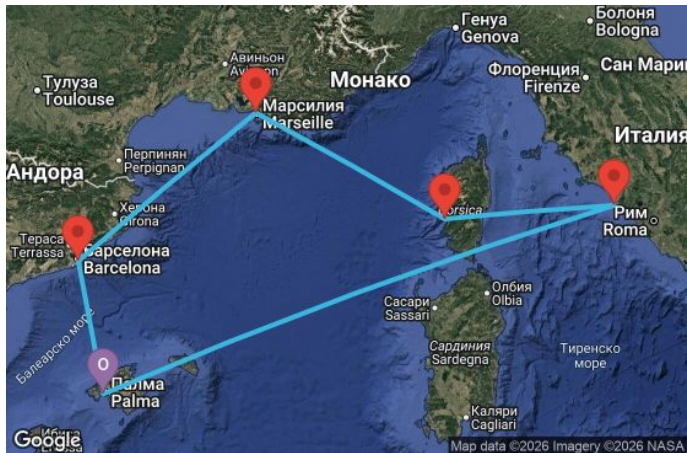 Генуа
Genova
Болоня
Bologna
Авиньон
Монако
Флоренция
Firenze
Сан Мари
Тулуза
Toulouse
Марсилия
Marseille
Италия
Перпинян
Perpignan
Андора
Херона
Girona
Corsica
Рим
Roma
Тераса
Terrassa
Барселона
Barcelona
Олбия
Olbia
Сасари
Sassari
Балеарско море
Сардиния
Sardegna
Тиренско
море
O
Палма
Palma
Каляри
Cagliari
Google
Map data ©2026 Imagery ©2026 NASA